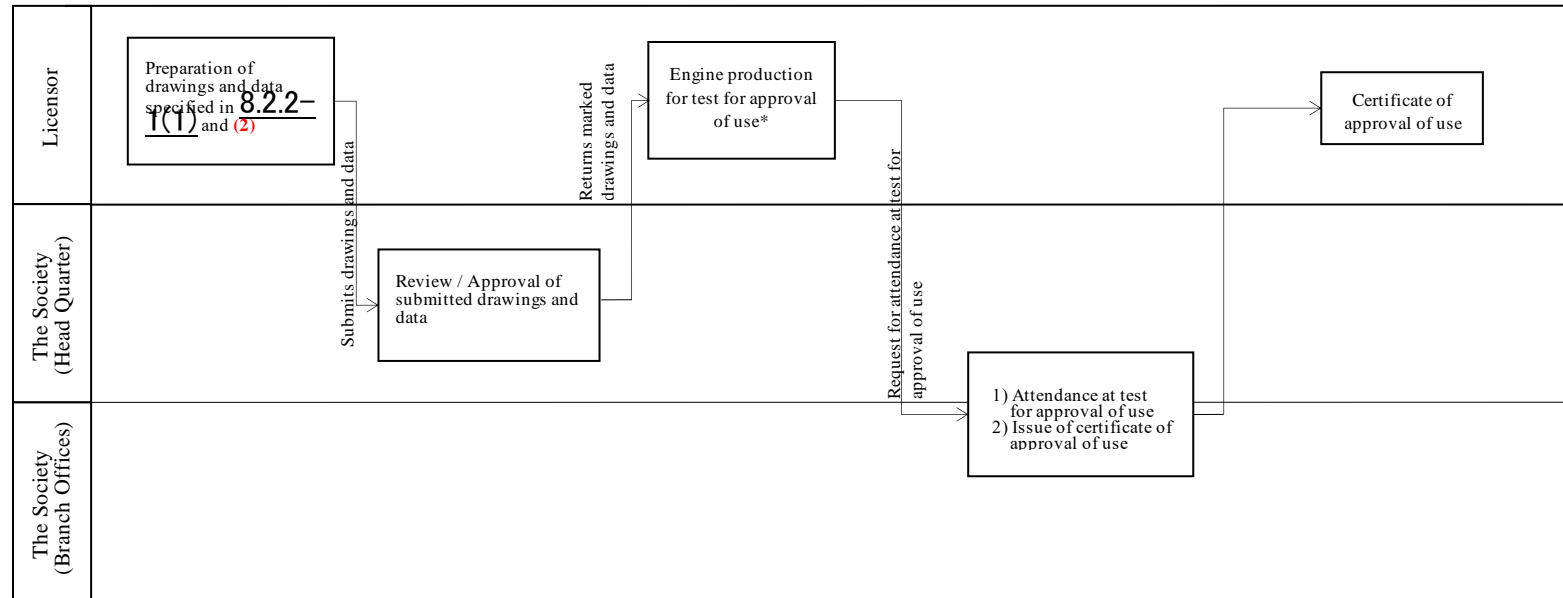 Licensor
Preparation of
drawings and data
specified in 8.2.2-
1(1) and (2)
Submits drawings and data
Returns marked
drawings and data
Engine production
for test for approval
of use*
Request for attendance at test for
approval of use
Certificate of
approval of use
The Society
(Head Quarter)
Review / Approval of
submitted drawings and
data
1) Attendance at test
for approval of use
2) Issue of certificate of
approval of use
The Society
(Branch Offices)